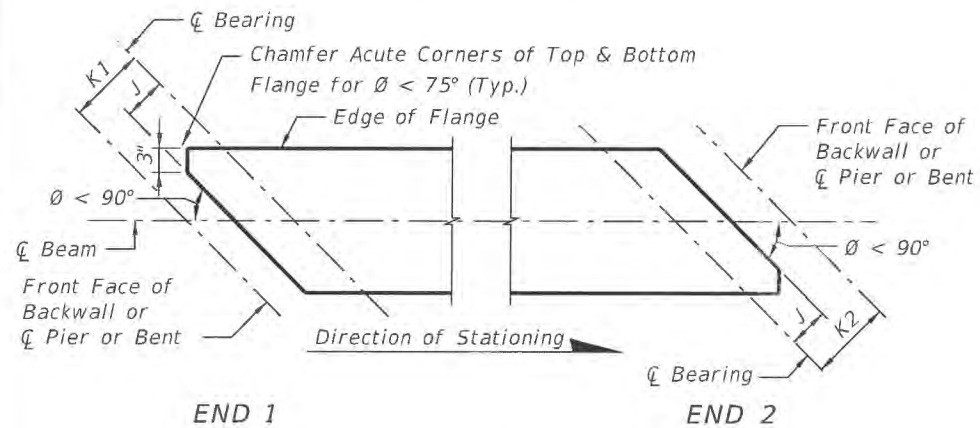 ℄ Bearing
Chamfer Acute Corners of Top & Bottom
Flange for Ø < 75° (Typ.)
Edge of Flange
K1
J
3"
Front Face of
Backwall or
℄ Pier or Bent
Ø < 90°
Ø < 90°
℄ Beam
Front Face of
Backwall or
℄ Pier or Bent
Direction of Stationing
J
K2
℄ Bearing
END 1
END 2